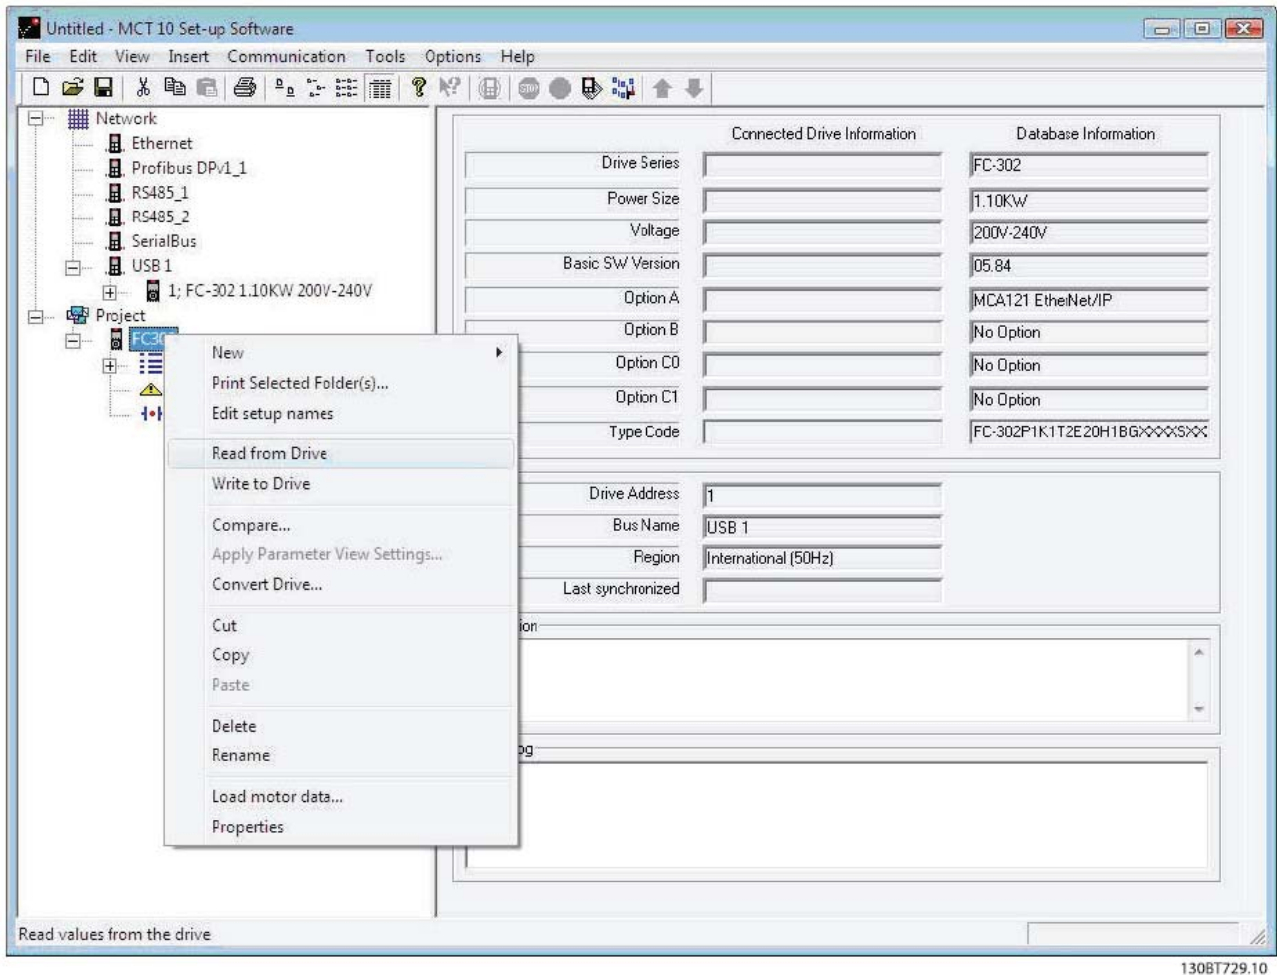 Untitled - MCT 10 Set-up Software
File Edit View Insert Communication Tools Options Help
Network
Ethernet
Profibus DPv1_1
RS485_1
RS485_2
SerialBus
USB 1
1; FC-302 1.10KW 200V-240V
Project
New
Print Selected Folder(s)...
Edit setup names
Read from Drive
Write to Drive
Compare...
Apply Parameter View Settings...
Convert Drive...
Cut
Copy
Paste
Delete
Rename
Load motor data...
Properties
Connected Drive Information Database Information
Drive Series FC-302
Power Size 1.10KW
Voltage 200V-240V
Basic SW Version 05.84
Option A MCA121 EtherNet/IP
Option B No Option
Option C0 No Option
Option C1 No Option
Type Code FC-302P1K1T2E20H1BGXXXXSXX
Drive Address 1
Bus Name USB 1
Region International (50Hz)
Last synchronized
Read values from the drive
130BT729.10